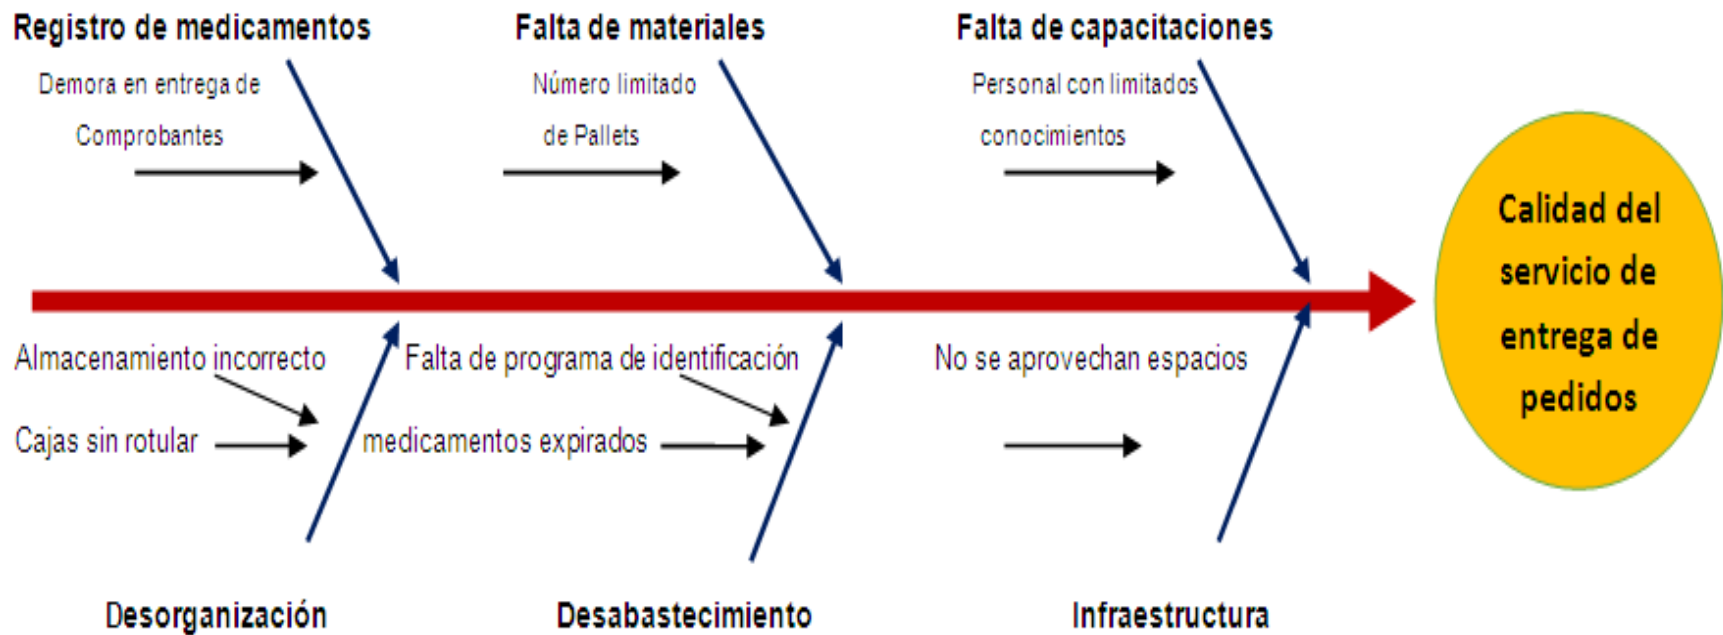 Registro de medicamentos
Demora en entrega de
Comprobantes
Falta de materiales
Número limitado
de Pallets
Falta de capacitaciones
Personal con limitados
conocimientos
Almacenamiento incorrecto
Cajas sin rotular
Desorganización
Falta de programa de identificación
medicamentos expirados
Desabastecimiento
No se aprovechan espacios
Infraestructura
Calidad del
servicio de
entrega de
pedidos